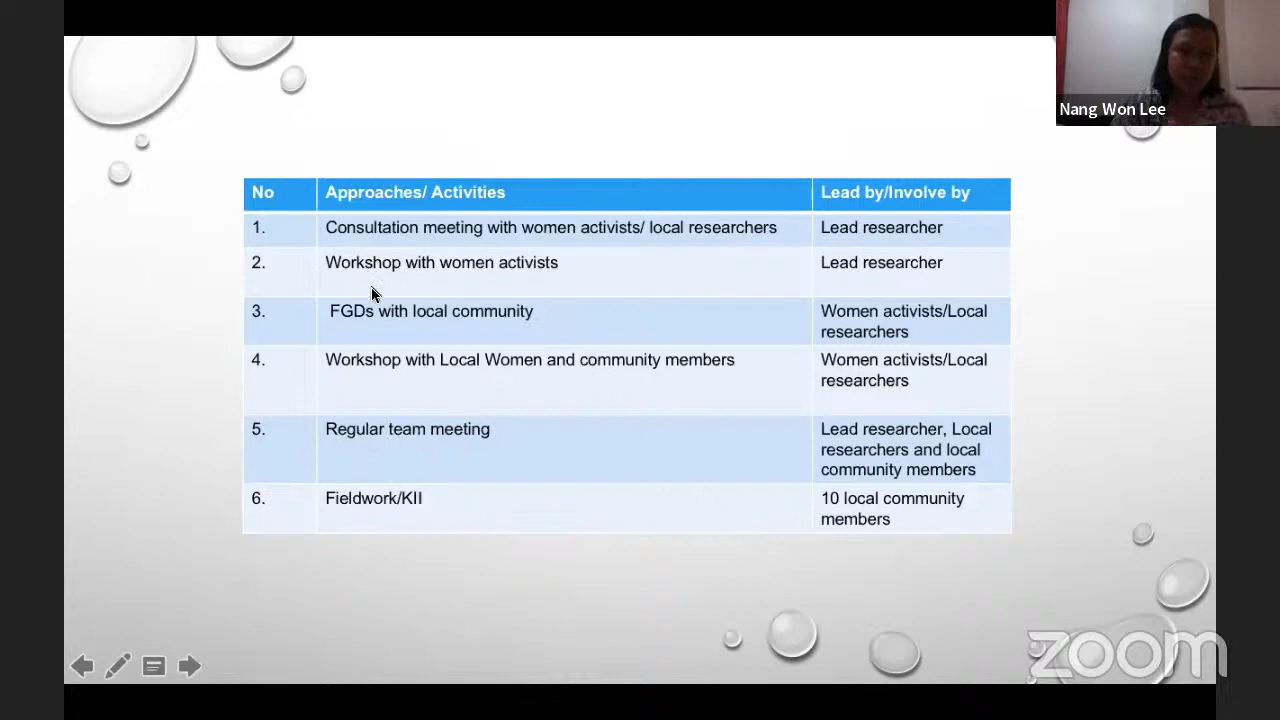 Nang Won Lee
No Approaches/ Activities Lead by/Involve by
1. Consultation meeting with women activists/ local researchers Lead researcher
2. Workshop with women activists Lead researcher
3. FGDs with local community Women activists/Local
researchers
4. Workshop with Local Women and community members Women activists/Local
researchers
5. Regular team meeting Lead researcher, Local
researchers and local
community members
6. Fieldwork/KII 10 local community
members
zoom